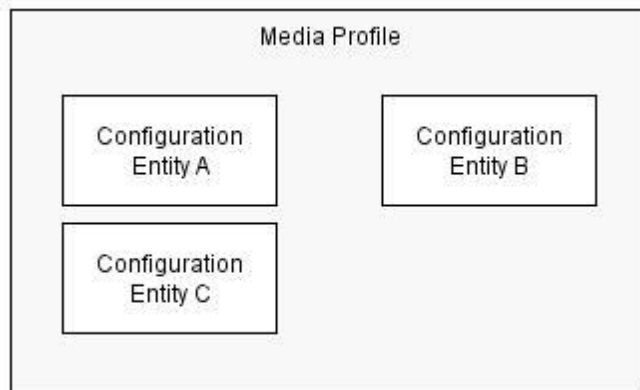 Media Profile
Configuration
Entity A
Configuration
Entity B
Configuration
Entity C